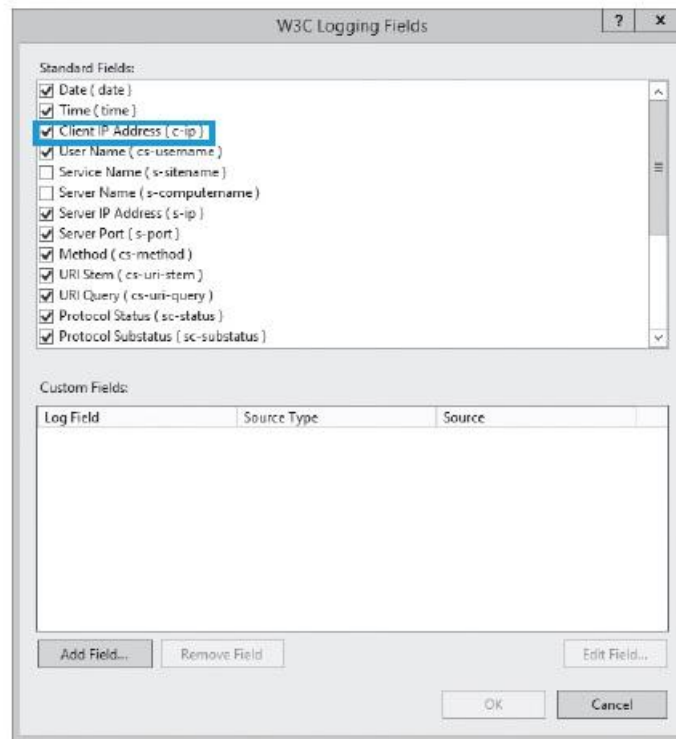 W3C Logging Fields
? x
Standard Fields:
Date ( date )
Time ( time )
Client IP Address ( c-ip )
User Name ( cs-username )
Service Name ( s-sitename )
Server Name ( s-computername )
Server IP Address ( s-ip )
Server Port ( s-port )
Method ( cs-method )
URI Stem ( cs-uri-stem )
URI Query ( cs-uri-query )
Protocol Status ( sc-status )
Protocol Substatus ( sc-substatus )
Custom Fields:
Log Field Source Type Source
Add Field... Remove Field Edit Field...
OK Cancel